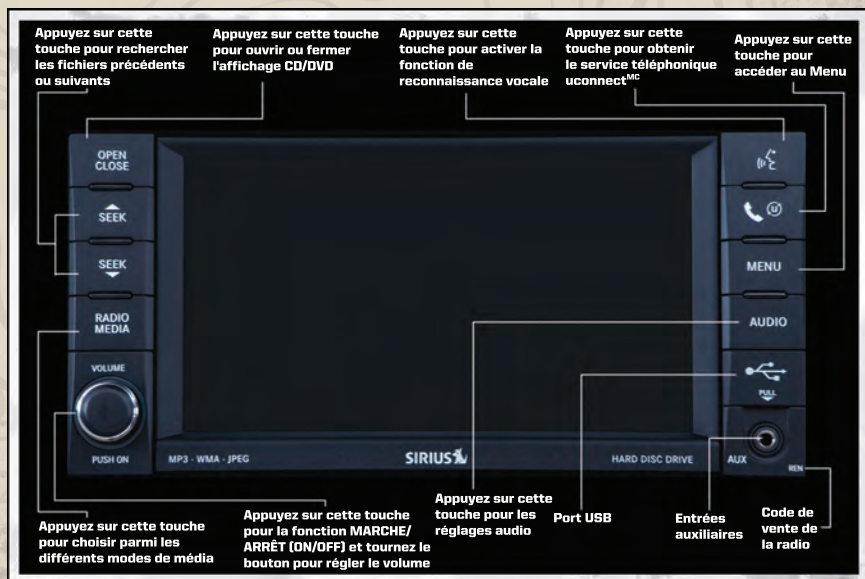 Appuyez sur cette
touche pour rechercher
les fichiers précédents
ou suivants
Appuyez sur cette touche
pour ouvrir ou fermer
l'affichage CD/DVD
Appuyez sur cette
touche pour activer la
fonction de
reconnaissance vocale
Appuyez sur cette
touche pour obtenir
le service téléphonique
uconnectMC
Appuyez sur cette
touche pour
accéder au Menu
OPEN
CLOSE
SEEK
SEEK
RADIO
MEDIA
VOLUME
PUSH ON
MP3 - WMA - JPEG
SIRIUS
HARD DISC DRIVE
MENU
AUDIO
PULL
AUX
REN
Appuyez sur cette touche
pour choisir parmi les
différents modes de média
Appuyez sur cette touche
pour la fonction MARCHE/
ARRÊT (ON/OFF) et tournez le
bouton pour régler le volume
Appuyez sur cette
touche pour les
réglages audio
Port USB
Entrées
auxiliaires
Code de
vente de
la radio